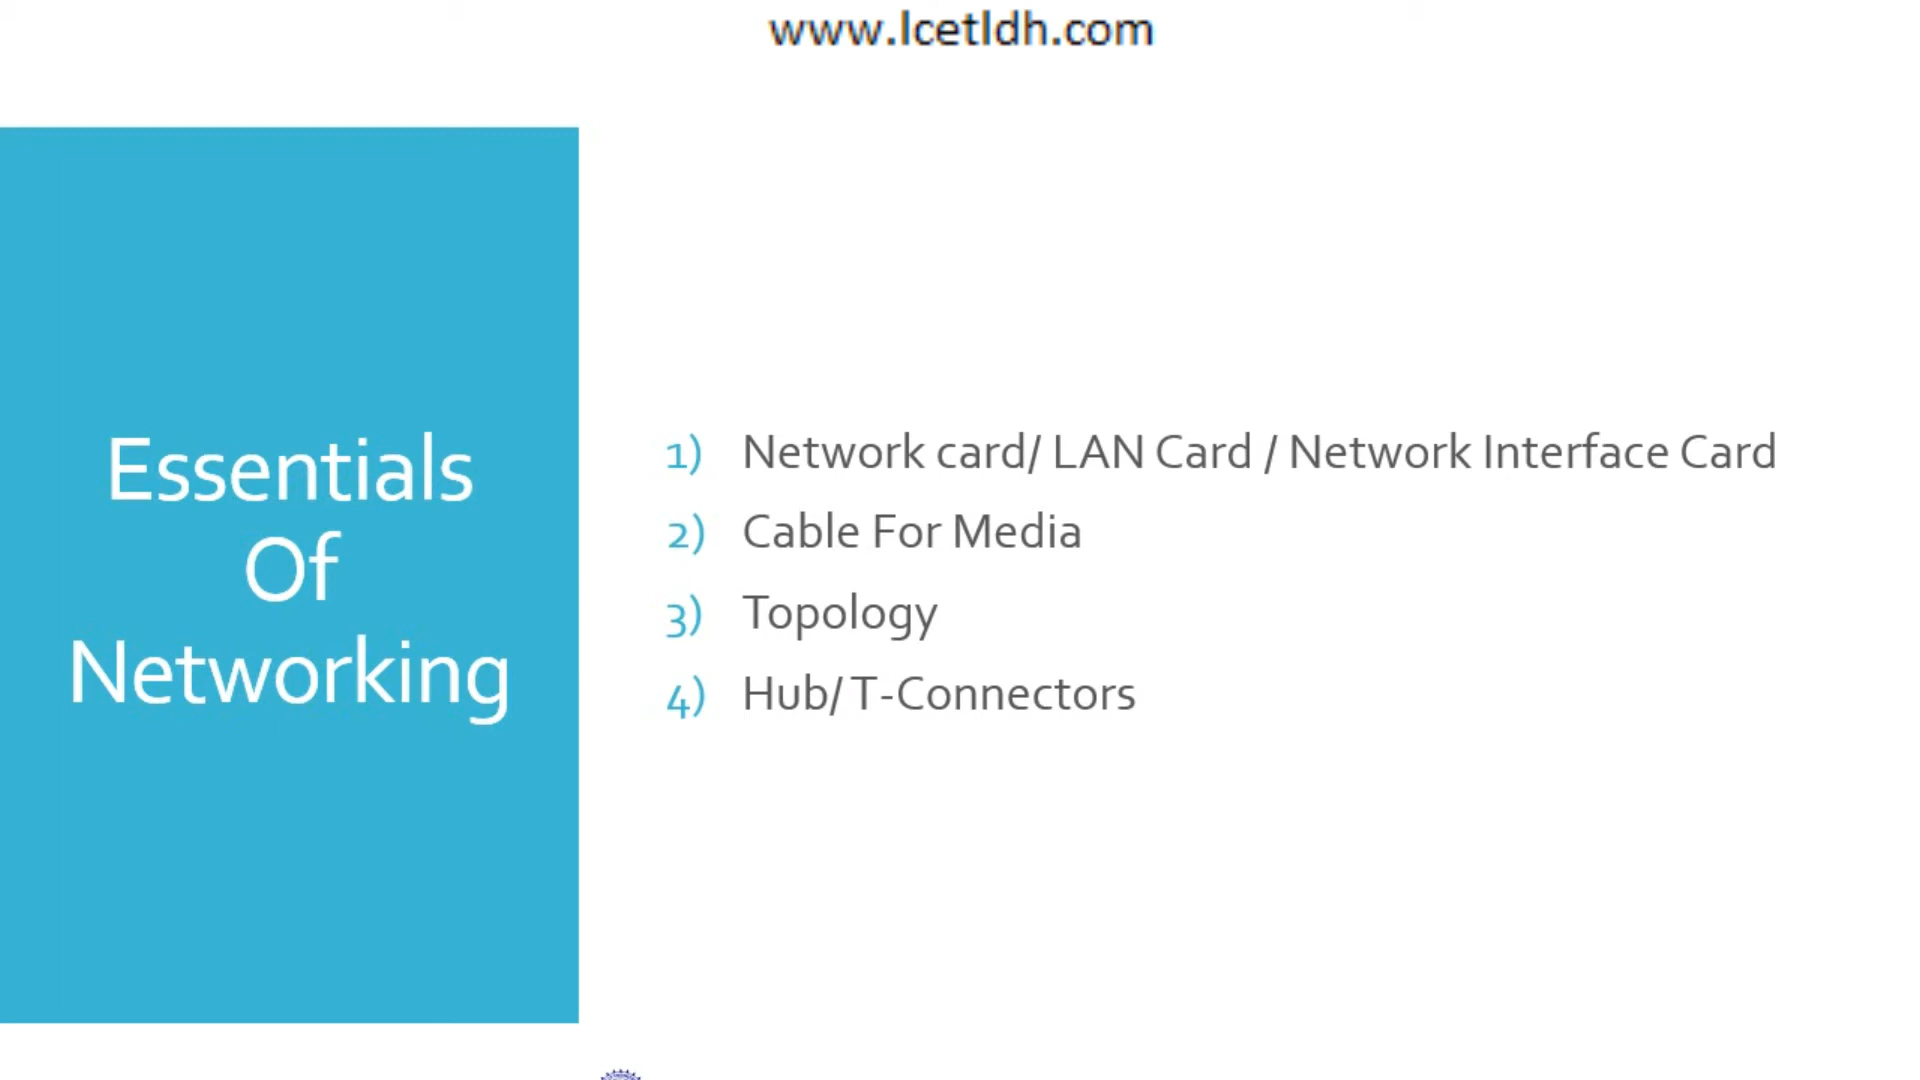 www.lcetldh.com
Essentials
Of
Networking
1) Network card/ LAN Card / Network Interface Card
2) Cable For Media
3) Topology
4) Hub/ T-Connectors